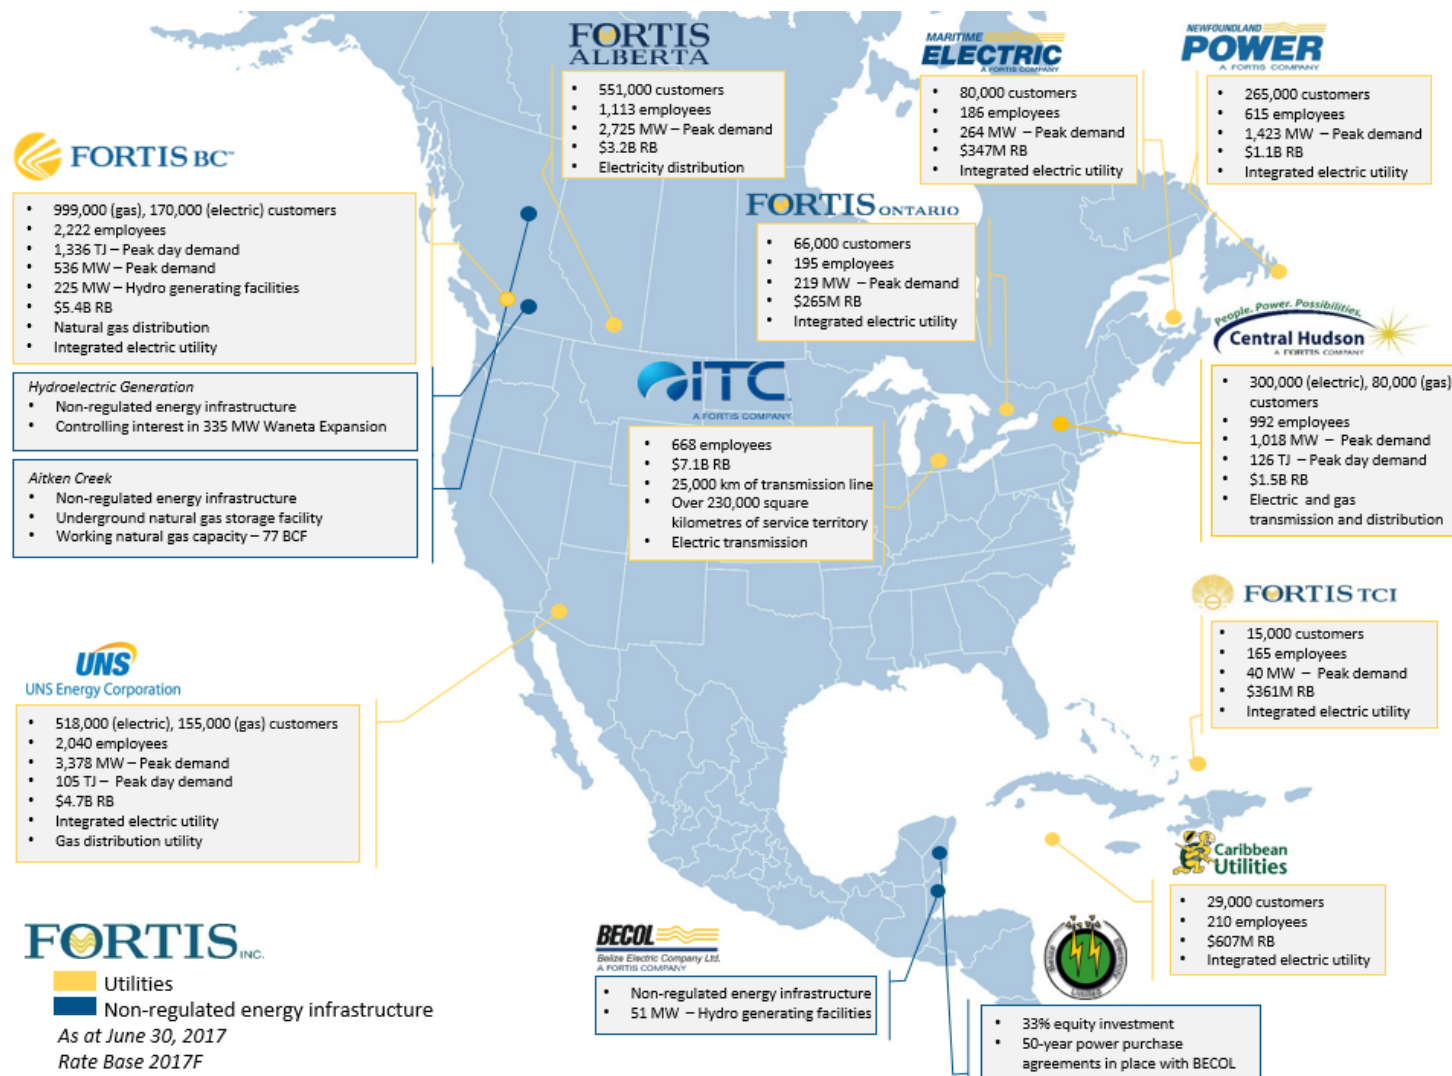 FORTIS
ALBERTA
• 551,000 customers
• 1,113 employees
• 2,725 MW – Peak demand
• $3.2B RB
• Electricity distribution
MARITIME
ELECTRIC
A FORTIS COMPANY
• 80,000 customers
• 186 employees
• 264 MW – Peak demand
• $347M RB
• Integrated electric utility
NEWFOUNDLAND
POWER
A FORTIS COMPANY
• 265,000 customers
• 615 employees
• 1,423 MW – Peak demand
• $1.1B RB
• Integrated electric utility
FORTIS BC™
• 999,000 (gas), 170,000 (electric) customers
• 2,222 employees
• 1,336 TJ – Peak day demand
• 536 MW – Peak demand
• 225 MW – Hydro generating facilities
• $5.4B RB
• Natural gas distribution
• Integrated electric utility
FORTIS ONTARIO
• 66,000 customers
• 195 employees
• 219 MW – Peak demand
• $265M RB
• Integrated electric utility
Hydroelectric Generation
• Non-regulated energy infrastructure
• Controlling interest in 335 MW Waneta Expansion
Aitken Creek
• Non-regulated energy infrastructure
• Underground natural gas storage facility
• Working natural gas capacity – 77 BCF
ITC
A FORTIS COMPANY
• 668 employees
• $7.1B RB
• 25,000 km of transmission line
• Over 230,000 square
kilometres of service territory
• Electric transmission
People. Power. Possibilities.
Central Hudson
A FORTIS COMPANY
• 300,000 (electric), 80,000 (gas)
customers
• 992 employees
• 1,018 MW – Peak demand
• 126 TJ – Peak day demand
• $1.5B RB
• Electric and gas
transmission and distribution
FORTIS TCI
• 15,000 customers
• 165 employees
• 40 MW – Peak demand
• $361M RB
• Integrated electric utility
UNS
UNS Energy Corporation
• 518,000 (electric), 155,000 (gas) customers
• 2,040 employees
• 3,378 MW – Peak demand
• 105 TJ – Peak day demand
• $4.7B RB
• Integrated electric utility
• Gas distribution utility
Caribbean
Utilities
• 29,000 customers
• 210 employees
• $607M RB
• Integrated electric utility
BECOL
Belize Electric Company Ltd.
A FORTIS COMPANY
• Non-regulated energy infrastructure
• 51 MW – Hydro generating facilities
Belize Electricity
Limited
• 33% equity investment
• 50-year power purchase
agreements in place with BECOL
FORTIS INC.
Utilities
Non-regulated energy infrastructure
As at June 30, 2017
Rate Base 2017F